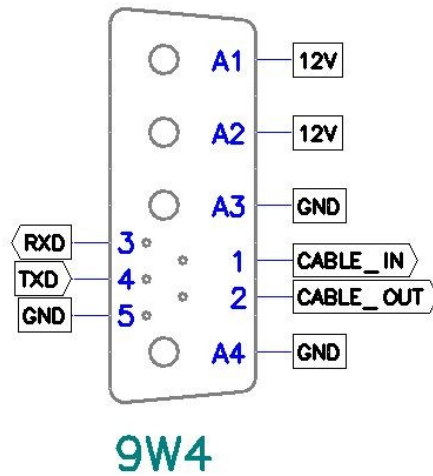 A1 12V
A2 12V
A3 GND
RXD 3
1 CABLE_IN
TXD 4
2 CABLE_OUT
GND 5
A4 GND
9W4